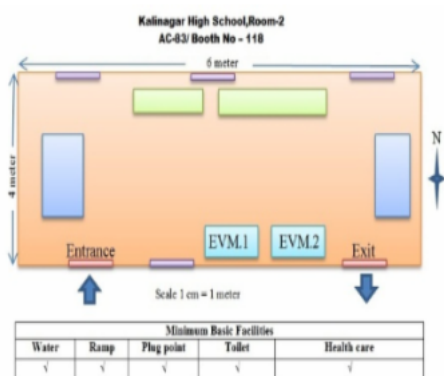 Kalinagar High School,Room-2
AC-83/ Booth No – 118
6 meter
4 meter
N
EVM.1 EVM.2
Entrance Exit
Scale 1 cm = 1 meter
Minimum Basic Facilities
Water Ramp Plug point Toilet Health care
√ √ √ √ √